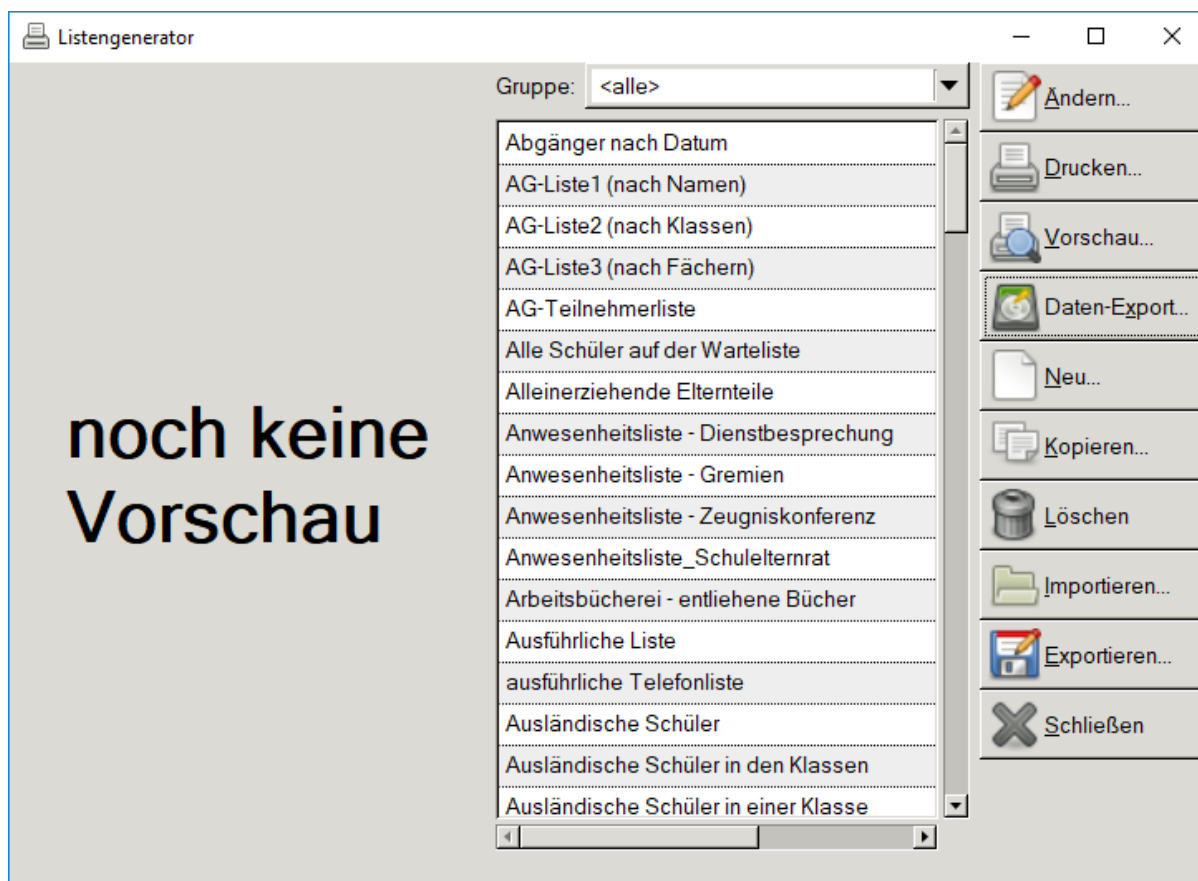 Listengenerator
noch keine
Vorschau
Gruppe: <alle>
Abgänger nach Datum
AG-Liste1 (nach Namen)
AG-Liste2 (nach Klassen)
AG-Liste3 (nach Fächern)
AG-Teilnehmerliste
Alle Schüler auf der Warteliste
Alleinerziehende Elternteile
Anwesenheitsliste - Dienstbesprechung
Anwesenheitsliste - Gremien
Anwesenheitsliste - Zeugniskonferenz
Anwesenheitsliste_Schulelternrat
Arbeitsbücherei - entliehene Bücher
Ausführliche Liste
ausführliche Telefonliste
Ausländische Schüler
Ausländische Schüler in den Klassen
Ausländische Schüler in einer Klasse
Ändern...
Drucken...
Vorschau...
Daten-Export...
Neu...
Kopieren...
Löschen
Importieren...
Exportieren...
Schließen